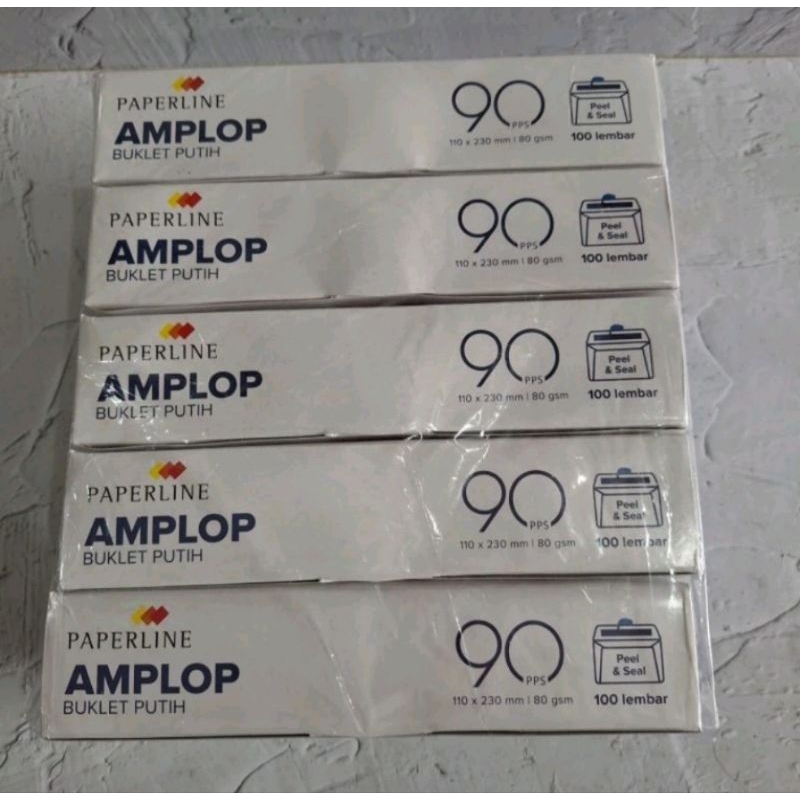 PAPERLINE
AMPLOP
BUKLET PUTIH
90 PPS
110 x 230 mm | 80 gsm
Peel
& Seal
100 lembar
PAPERLINE
AMPLOP
BUKLET PUTIH
90 PPS
110 x 230 mm | 80 gsm
Peel
& Seal
100 lembar
PAPERLINE
AMPLOP
BUKLET PUTIH
90 PPS
110 x 230 mm | 80 gsm
Peel
& Seal
100 lembar
PAPERLINE
AMPLOP
BUKLET PUTIH
90 PPS
110 x 230 mm | 80 gsm
Peel
& Seal
100 lembar
PAPERLINE
AMPLOP
BUKLET PUTIH
90 PPS
110 x 230 mm | 80 gsm
Peel
& Seal
100 lembar